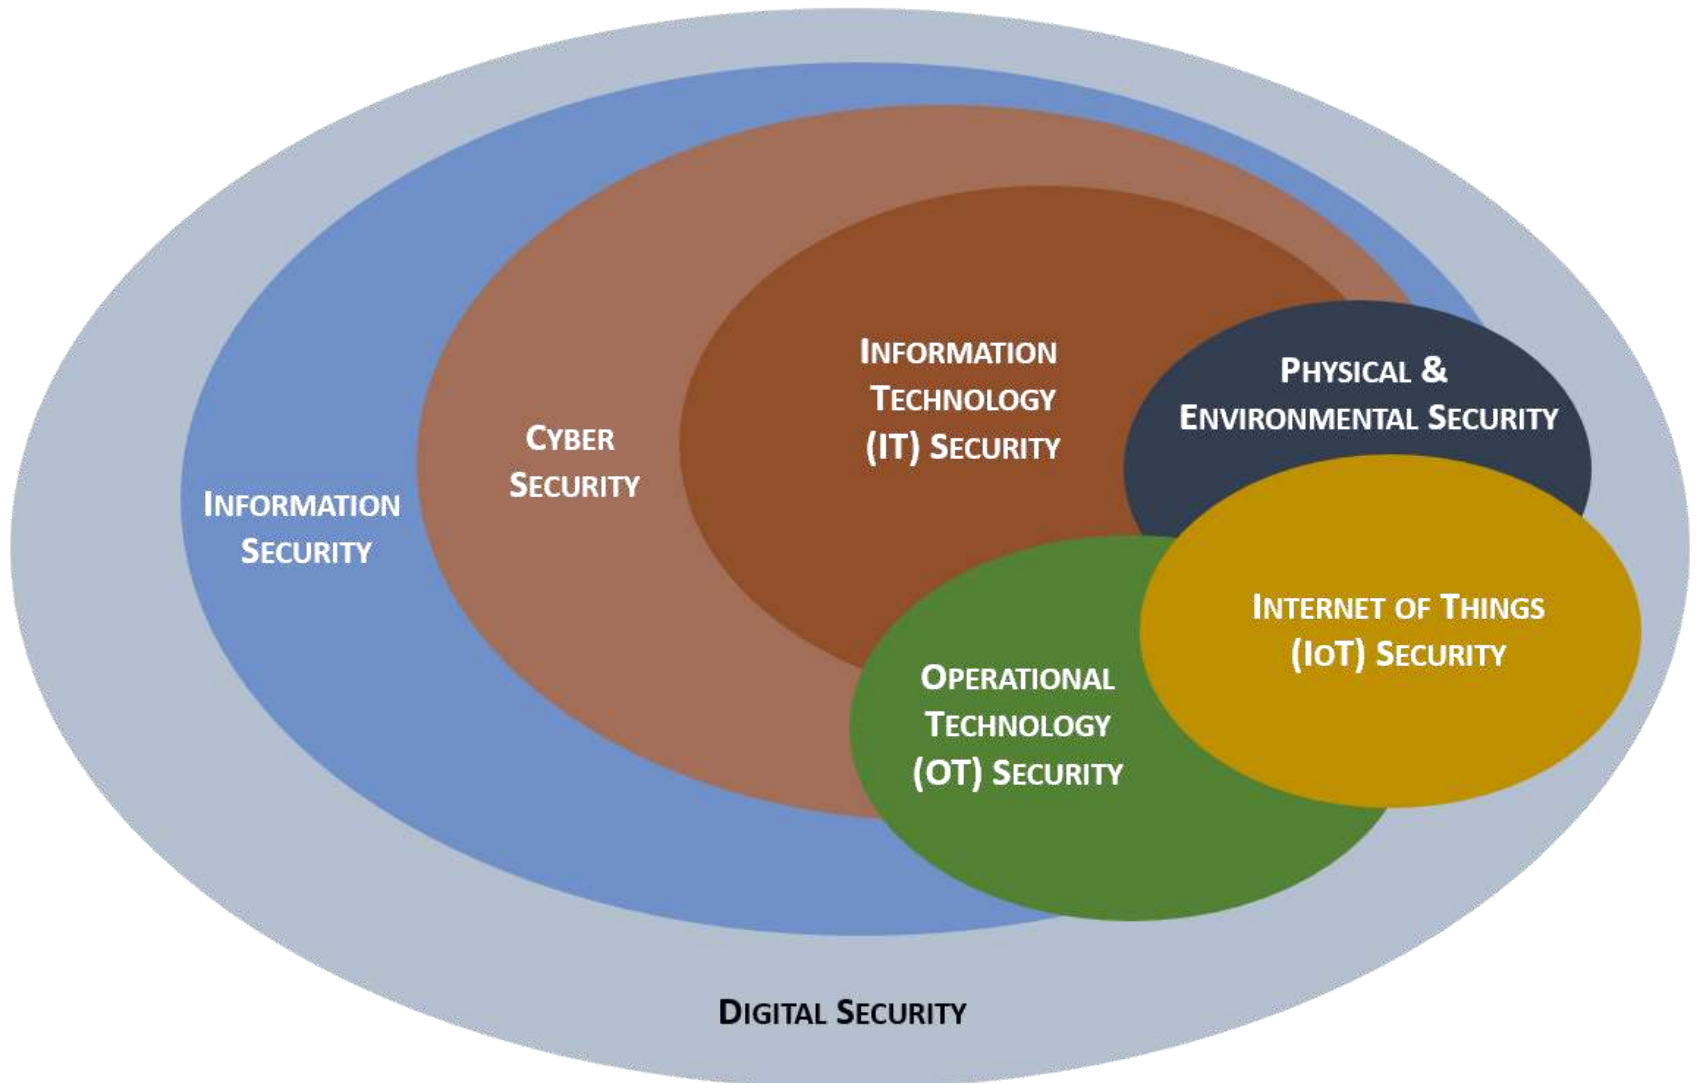 INFORMATION
TECHNOLOGY
(IT) SECURITY
PHYSICAL &
ENVIRONMENTAL SECURITY
CYBER
SECURITY
INFORMATION
SECURITY
INTERNET OF THINGS
(IOT) SECURITY
OPERATIONAL
TECHNOLOGY
(OT) SECURITY
DIGITAL SECURITY